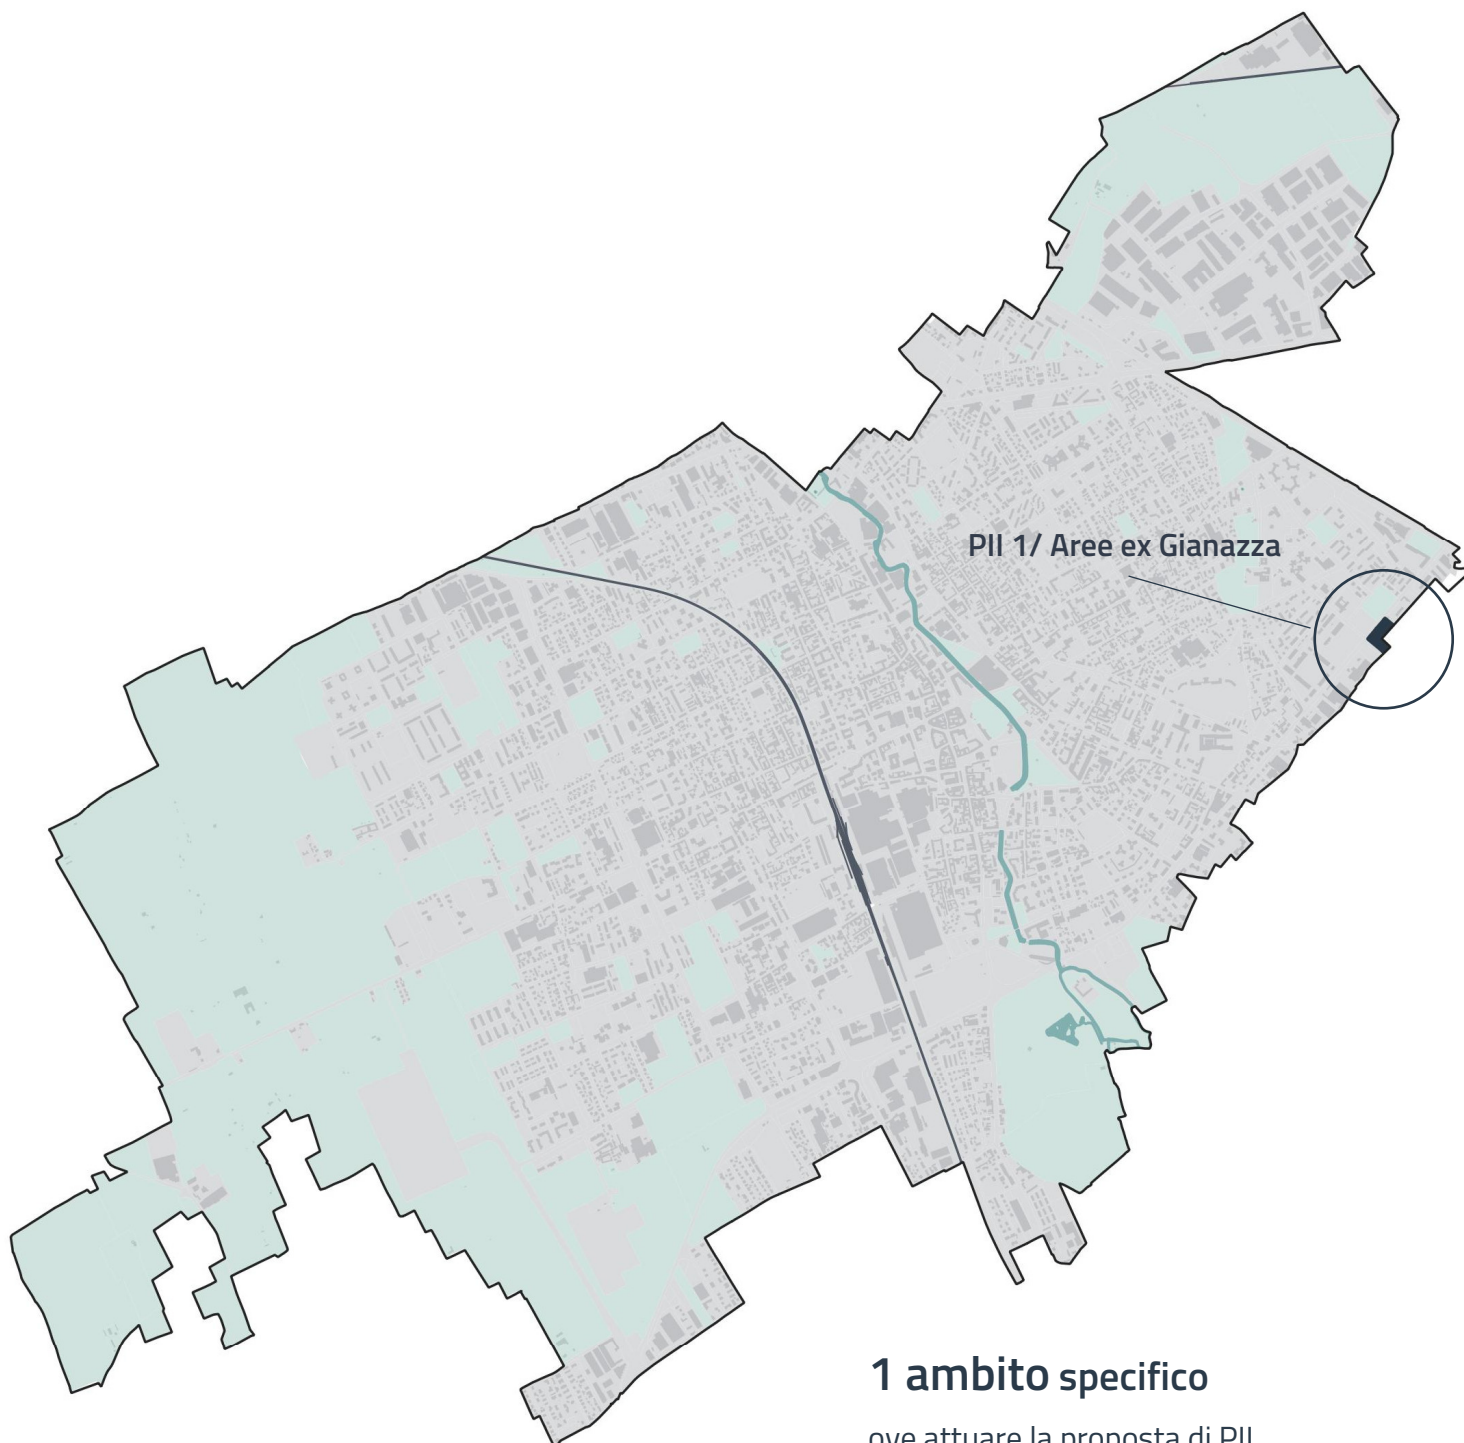 PII 1/ Aree ex Gianazza
1 ambito specifico
ove attuare la proposta di PII